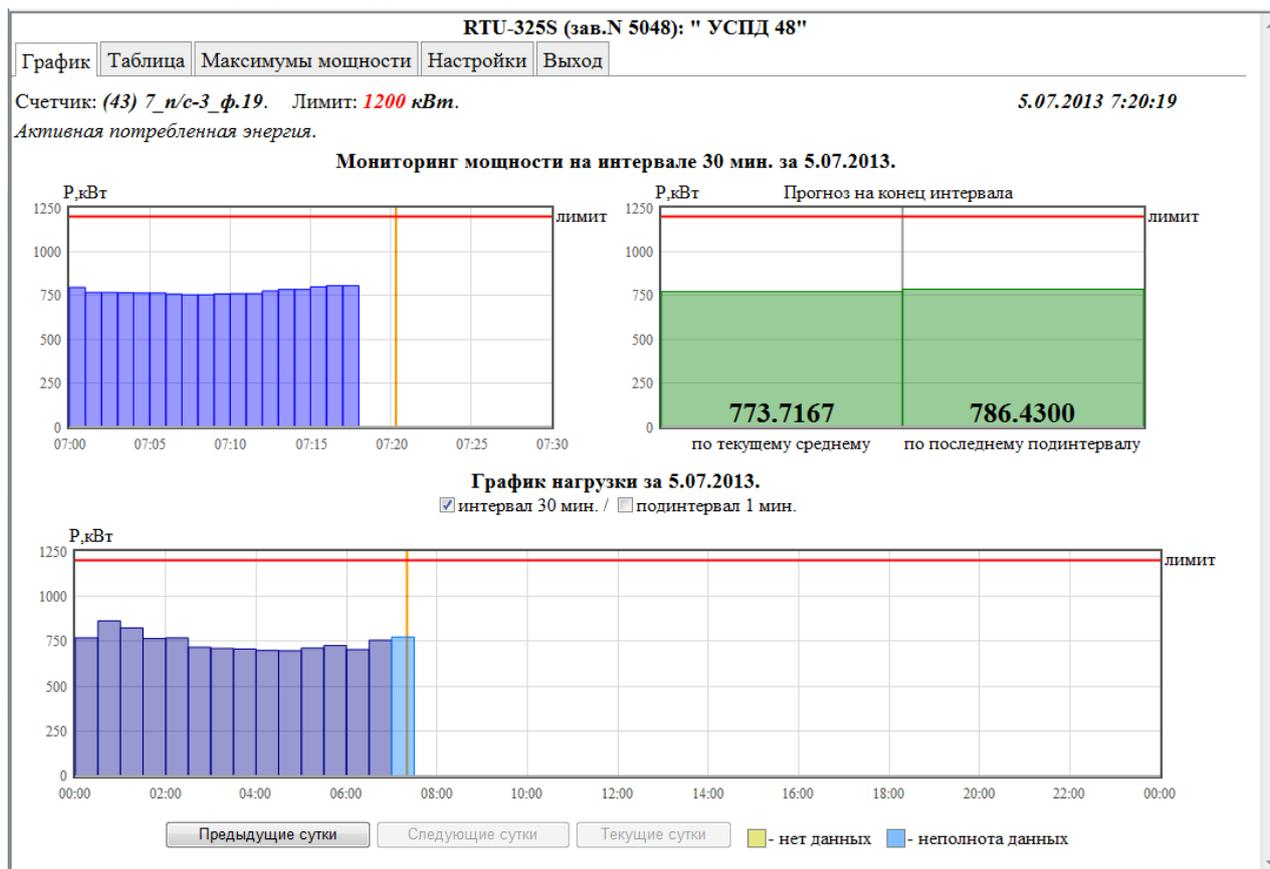 RTU-325S (зав.N 5048): " УСПД 48"
График Таблица Максимумы мощности Настройки Выход
Счетчик: (43) 7_п/с-3_ф.19. Лимит: 1200 кВт. 5.07.2013 7:20:19
Активная потребленная энергия.
Мониторинг мощности на интервале 30 мин. за 5.07.2013.
Р,кВт
1250
1000
750
500
250
0
лимит
07:00 07:05 07:10 07:15 07:20 07:25 07:30
Р,кВт Прогноз на конец интервала
1250
1000
750
500
250
0
лимит
773.7167 786.4300
по текущему среднему по последнему подинтервалу
График нагрузки за 5.07.2013.
интервал 30 мин. / подинтервал 1 мин.
Р,кВт
1250
1000
750
500
250
0
лимит
00:00 02:00 04:00 06:00 08:00 10:00 12:00 14:00 16:00 18:00 20:00 22:00 00:00
Предыдущие сутки Следующие сутки Текущие сутки - нет данных - неполнота данных